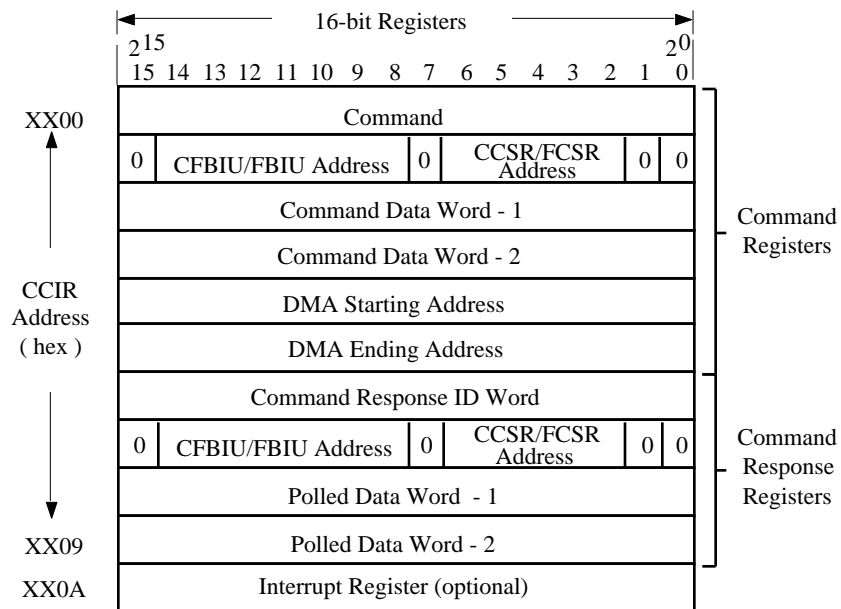 16-bit Registers
2^15 2^0
15 14 13 12 11 10 9 8 7 6 5 4 3 2 1 0
XX00 Command
0 CFBIU/FBIU Address 0 CCSR/FCSR Address 0 0
Command Data Word - 1
Command Data Word - 2
Command Registers
CCIR Address ( hex )
DMA Starting Address
DMA Ending Address
Command Response ID Word
0 CFBIU/FBIU Address 0 CCSR/FCSR Address 0 0
Command Response Registers
Polled Data Word - 1
XX09 Polled Data Word - 2
XX0A Interrupt Register (optional)